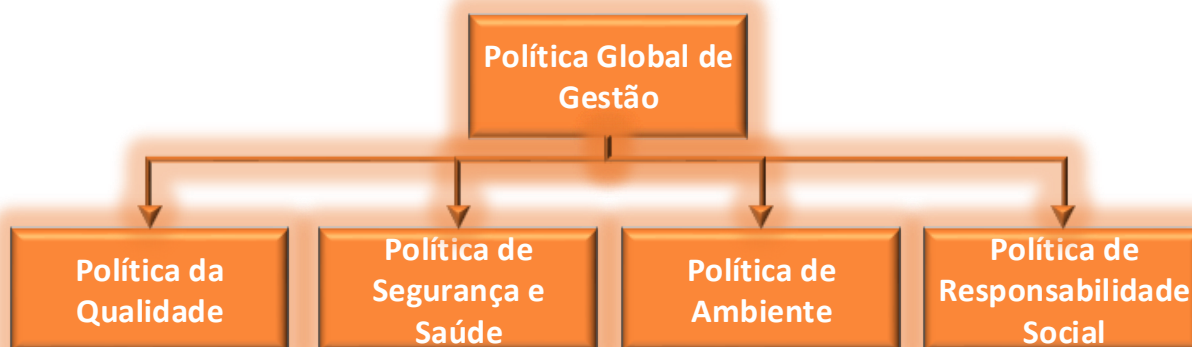 Política Global de
Gestão
Política da
Qualidade
Política de
Segurança e
Saúde
Política de
Ambiente
Política de
Responsabilidade
Social